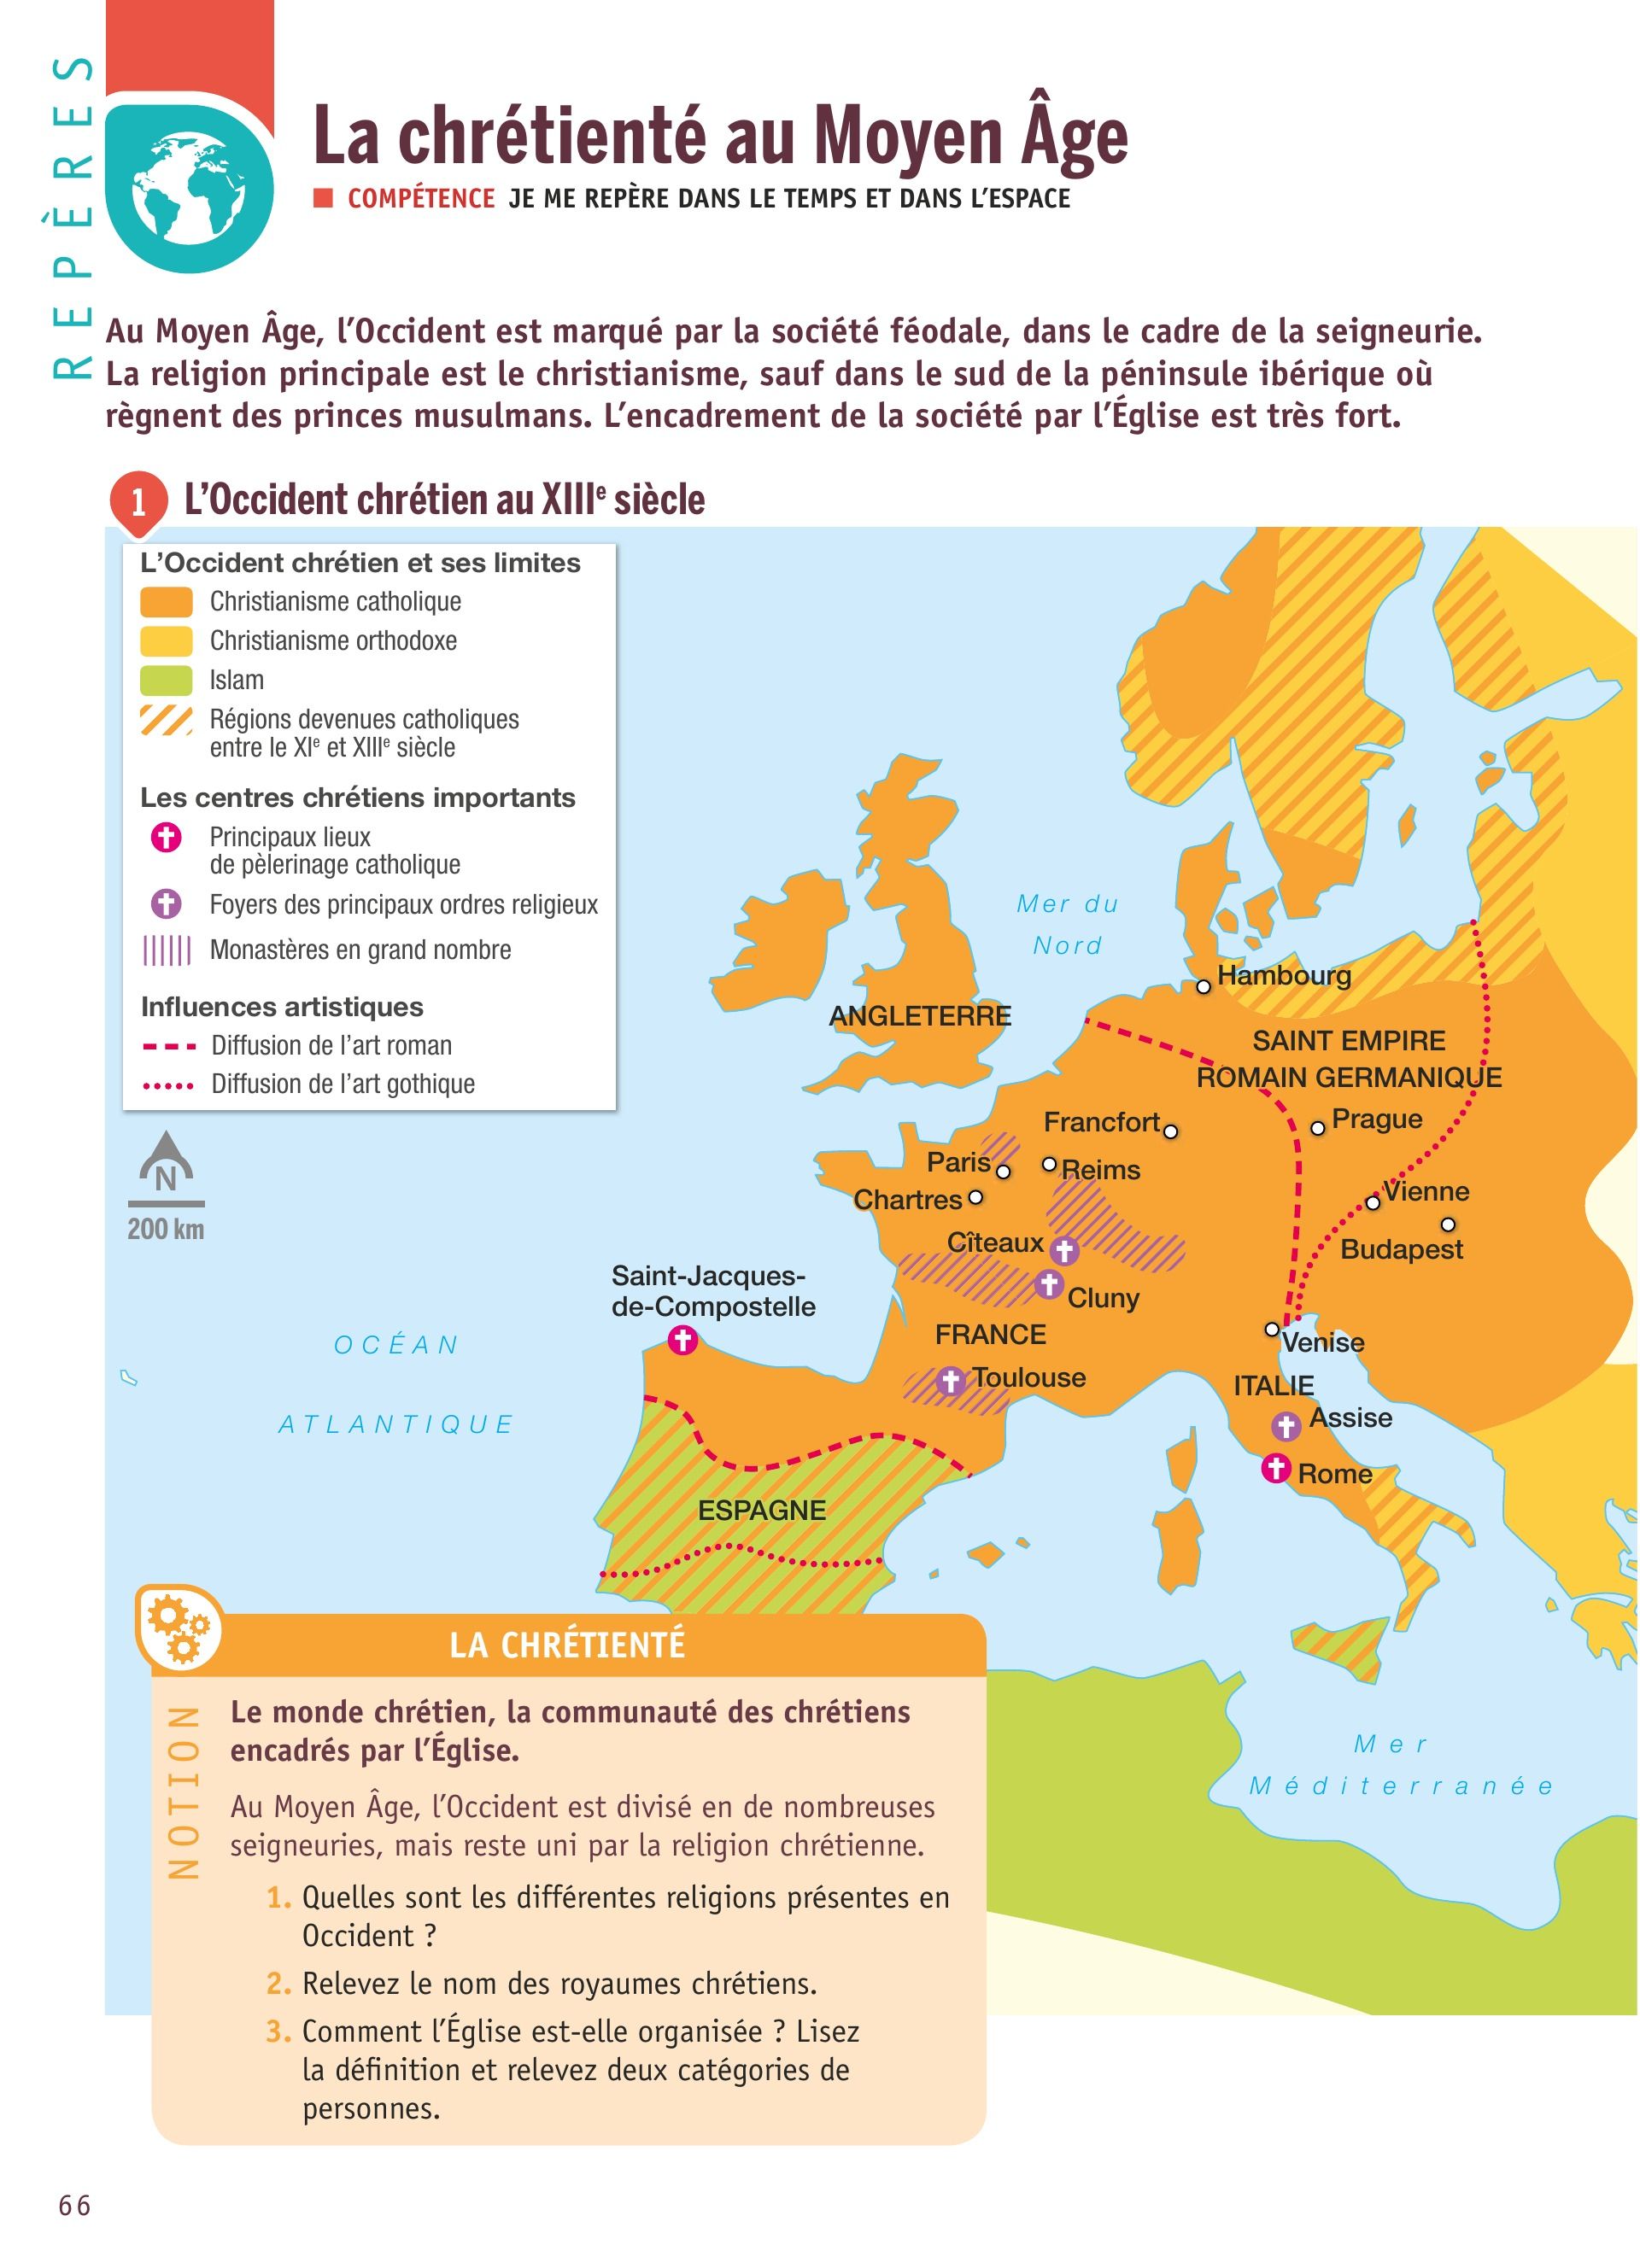 REPÈRES
La chrétienté au Moyen Âge
COMPÉTENCE JE ME REPÈRE DANS LE TEMPS ET DANS L’ESPACE
Au Moyen Âge, l’Occident est marqué par la société féodale, dans le cadre de la seigneurie.
La religion principale est le christianisme, sauf dans le sud de la péninsule ibérique où
règnent des princes musulmans. L’encadrement de la société par l’Église est très fort.
1 L’Occident chrétien au XIIIe siècle
L’Occident chrétien et ses limites
Christianisme catholique
Christianisme orthodoxe
Islam
Régions devenues catholiques
entre le XIe et XIIIe siècle
Les centres chrétiens importants
Principaux lieux
de pèlerinage catholique
Foyers des principaux ordres religieux
Monastères en grand nombre
Influences artistiques
Diffusion de l’art roman
Diffusion de l’art gothique
N
200 km
Mer du
Nord
Hambourg
ANGLETERRE
SAINT EMPIRE
ROMAIN GERMANIQUE
Francfort
Prague
Paris
Reims
Chartres
Vienne
Budapest
Cîteaux
Cluny
Saint-Jacques-
de-Compostelle
FRANCE
Venise
OCÉAN
ATLANTIQUE
Toulouse
ITALIE
Assise
Rome
ESPAGNE
Mer
Méditerranée
LA CHRÉTIENTÉ
NOTION
Le monde chrétien, la communauté des chrétiens
encadrés par l’Église.
Au Moyen Âge, l’Occident est divisé en de nombreuses
seigneuries, mais reste uni par la religion chrétienne.
1. Quelles sont les différentes religions présentes en
Occident ?
2. Relevez le nom des royaumes chrétiens.
3. Comment l’Église est-elle organisée ? Lisez
la définition et relevez deux catégories de
personnes.
66